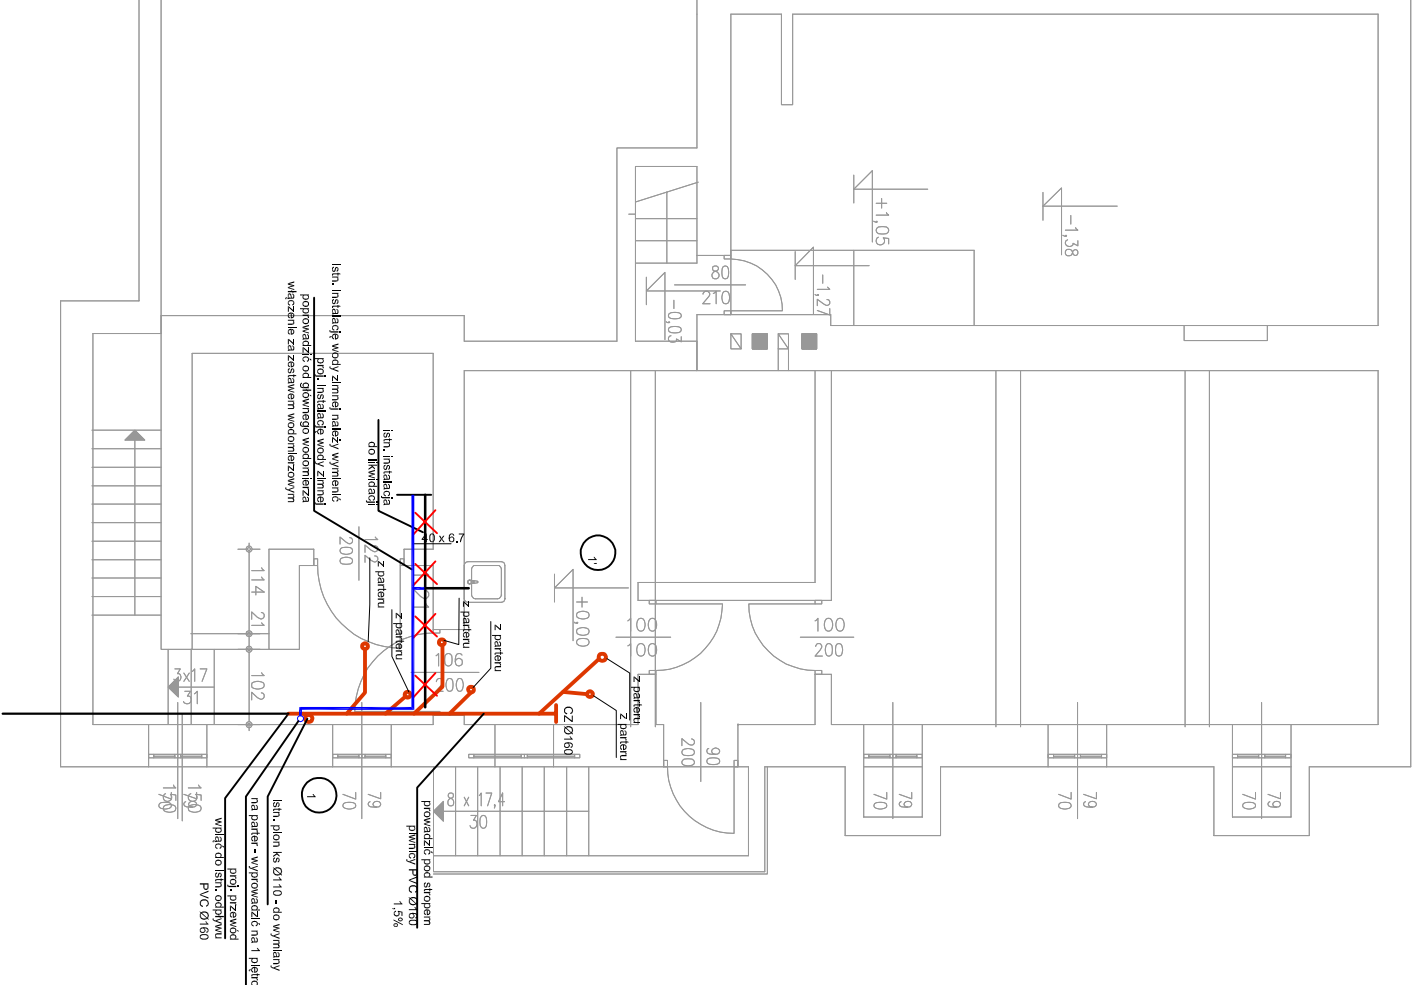 +1,05
-1,38
-1,27
-0,03
80
210
Istn. Instalację wody zimnej należy wymienić
proj. Instalację wody zimnej
poprowadzić od głównego wodomierza
włączenie za zestawem wodomierzowym
istn. instalacja
do likwidacji
40 x 6.7
122
200
z parteru
z parteru
z parteru
z parteru
z parteru
z parteru
1'
+0,00
100
100
100
200
114
21
102
3x17
31
106
200
CZ Ø160
90
200
150
150
70
79
1
8 x 17,4
30
70
79
70
79
70
79
prowadzić pod stropem
piwnicy PVC Ø160
1,5%
Istn. pion ks Ø110 - do wymiany
na parter - wyprowadzić na 1 piętro
proj. przewód
wpiąć do istn. odpływu
PVC Ø160